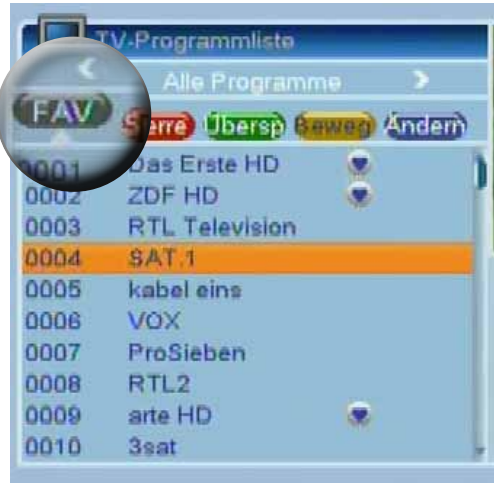 TV-Programmliste
Alle Programme
FAV Sperre Übersp Beweg Ändern
0001 Das Erste HD
0002 ZDF HD
0003 RTL Television
0004 SAT.1
0005 kabel eins
0006 VOX
0007 ProSieben
0008 RTL2
0009 arte HD
0010 3sat